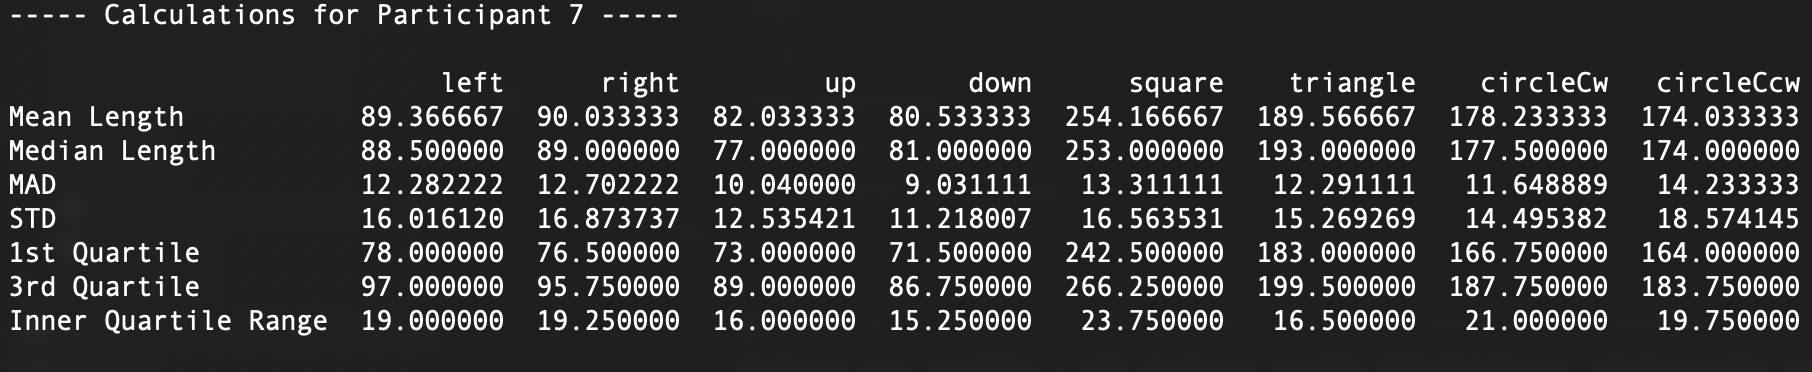 ----- Calculations for Participant 7 -----
left right up down square triangle circleCw circleCcw
Mean Length 89.366667 90.033333 82.033333 80.533333 254.166667 189.566667 178.233333 174.033333
Median Length 88.500000 89.000000 77.000000 81.000000 253.000000 193.000000 177.500000 174.000000
MAD 12.282222 12.702222 10.040000 9.031111 13.311111 12.291111 11.648889 14.233333
STD 16.016120 16.873737 12.535421 11.218007 16.563531 15.269269 14.495382 18.574145
1st Quartile 78.000000 76.500000 73.000000 71.500000 242.500000 183.000000 166.750000 164.000000
3rd Quartile 97.000000 95.750000 89.000000 86.750000 266.250000 199.500000 187.750000 183.750000
Inner Quartile Range 19.000000 19.250000 16.000000 15.250000 23.750000 16.500000 21.000000 19.750000